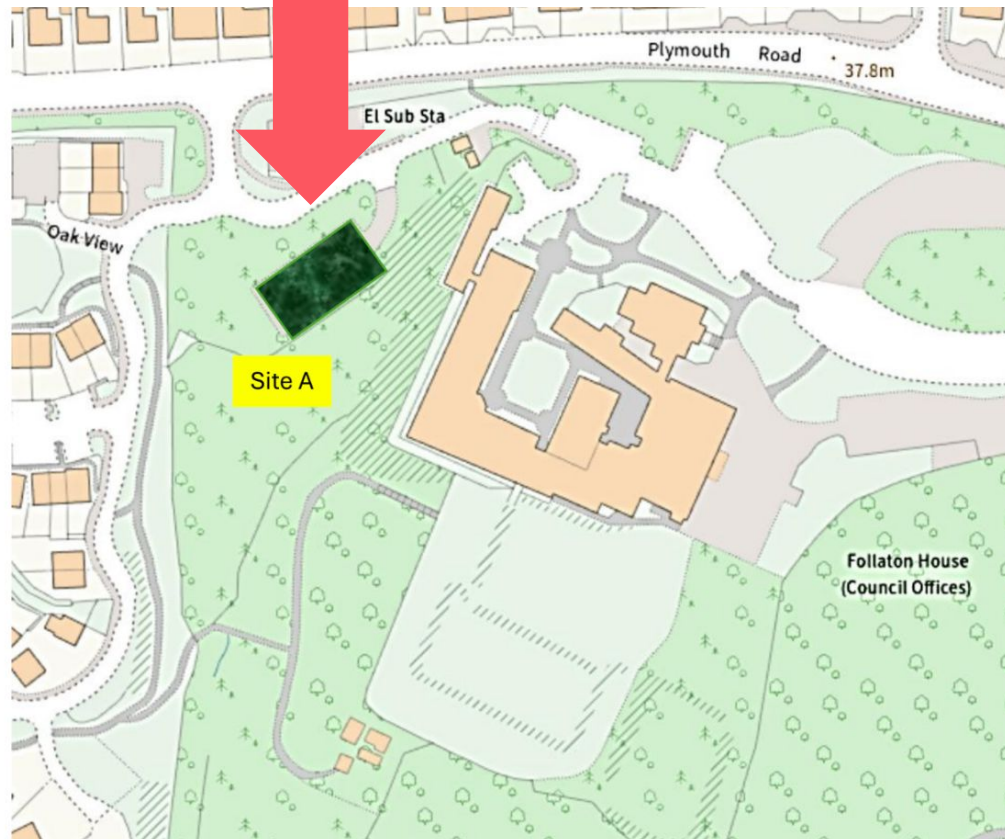 Plymouth Road
37.8m
El Sub Sta
Oak View
Site A
Follaton House
(Council Offices)